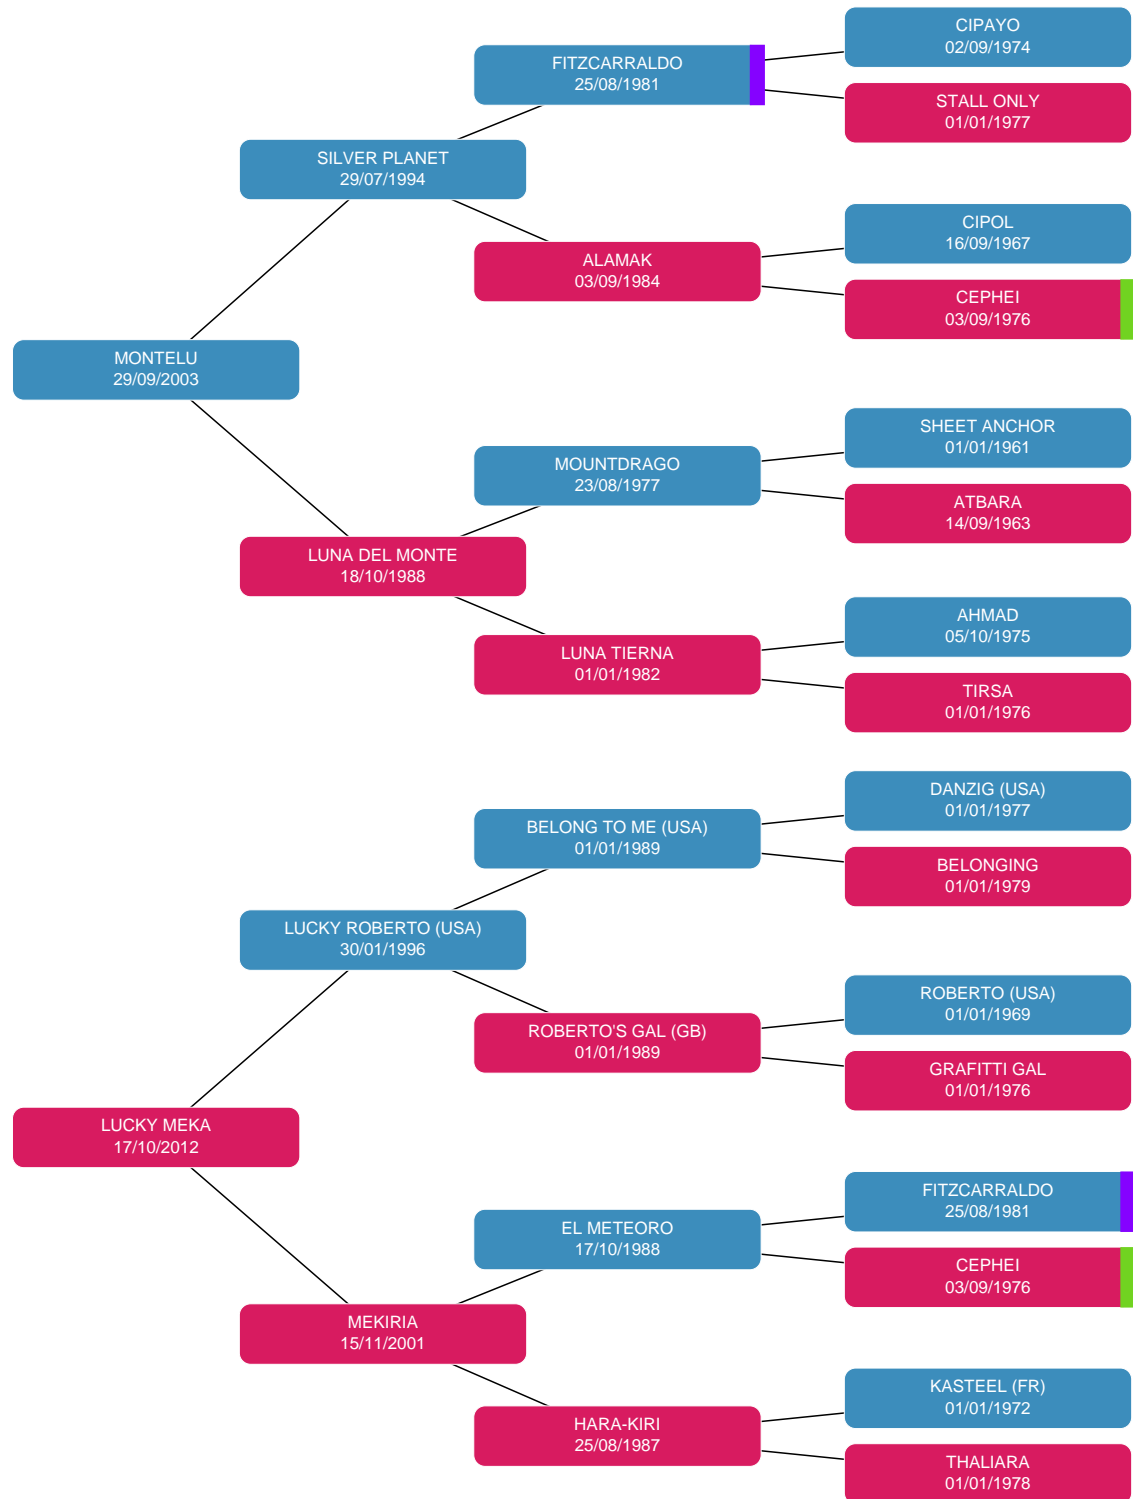 CIPAYO
02/09/1974
FITZCARRALDO
25/08/1981
STALL ONLY
01/01/1977
SILVER PLANET
29/07/1994
CIPOL
16/09/1967
ALAMAK
03/09/1984
CEPHEI
03/09/1976
MONTELU
29/09/2003
SHEET ANCHOR
01/01/1961
MOUNTDRAGO
23/08/1977
ATBARA
14/09/1963
LUNA DEL MONTE
18/10/1988
AHMAD
05/10/1975
LUNA TIERNA
01/01/1982
TIRSA
01/01/1976
DANZIG (USA)
01/01/1977
BELONG TO ME (USA)
01/01/1989
BELONGING
01/01/1979
LUCKY ROBERTO (USA)
30/01/1996
ROBERTO (USA)
01/01/1969
ROBERTO'S GAL (GB)
01/01/1989
GRAFITTI GAL
01/01/1976
LUCKY MEKA
17/10/2012
FITZCARRALDO
25/08/1981
EL METEORO
17/10/1988
CEPHEI
03/09/1976
MEKIRIA
15/11/2001
KASTEEL (FR)
01/01/1972
HARA-KIRI
25/08/1987
THALIARA
01/01/1978